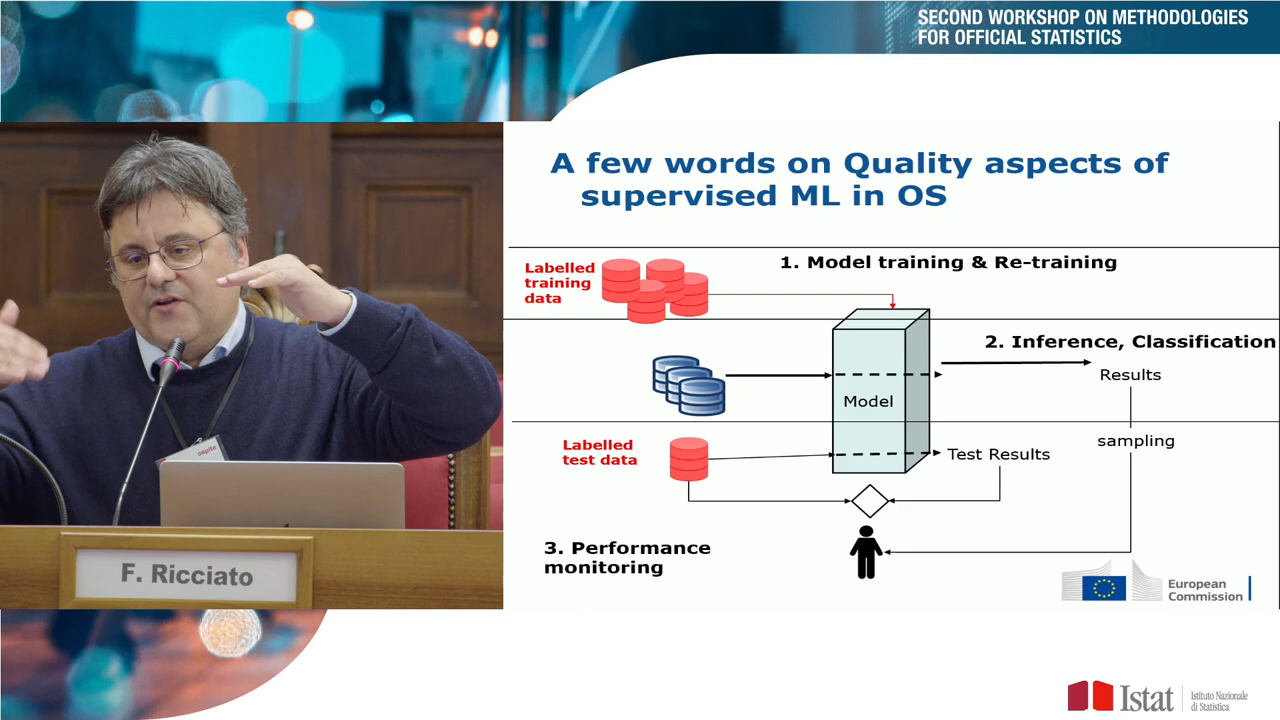 SECOND WORKSHOP ON METHODOLOGIES
FOR OFFICIAL STATISTICS
A few words on Quality aspects of
supervised ML in OS
Labelled
training
data
1. Model training & Re-training
2. Inference, Classification
Results
Model
sampling
Labelled
test data
Test Results
3. Performance
monitoring
ospite
F. Ricciato
European
Commission
Istat
Istituto Nazionale
di Statistica